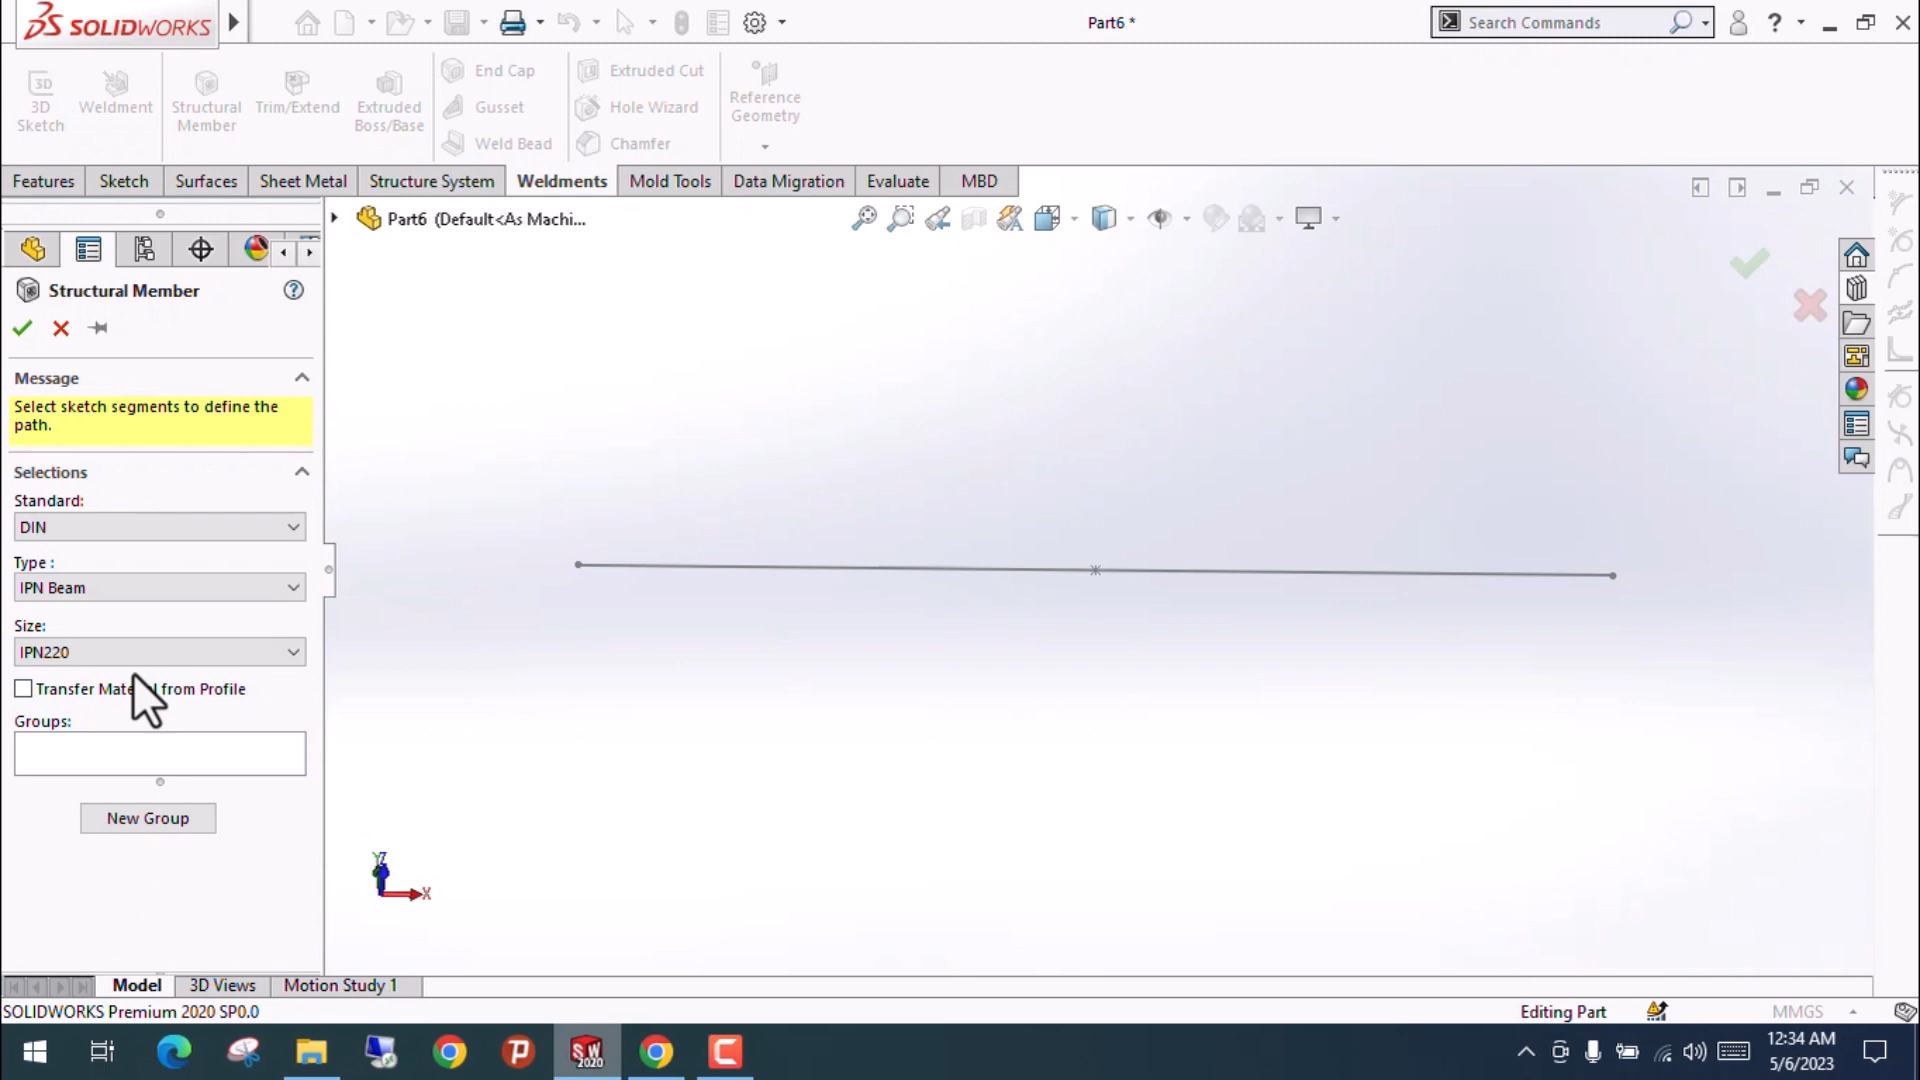 SOLIDWORKS
Part6 *
Search Commands
?
3D Sketch
Weldment
Structural Member
Trim/Extend
Extruded Boss/Base
End Cap
Gusset
Weld Bead
Extruded Cut
Hole Wizard
Chamfer
Reference Geometry
Features
Sketch
Surfaces
Sheet Metal
Structure System
Weldments
Mold Tools
Data Migration
Evaluate
MBD
Part6 (Default<As Machi...
Structural Member
?
Message
Select sketch segments to define the
path.
Selections
Standard:
DIN
Type :
IPN Beam
Size:
IPN220
Transfer Mate from Profile
Groups:
New Group
Z
X
Model
3D Views
Motion Study 1
SOLIDWORKS Premium 2020 SP0.0
Editing Part
MMGS
SW
2020
12:34 AM
5/6/2023